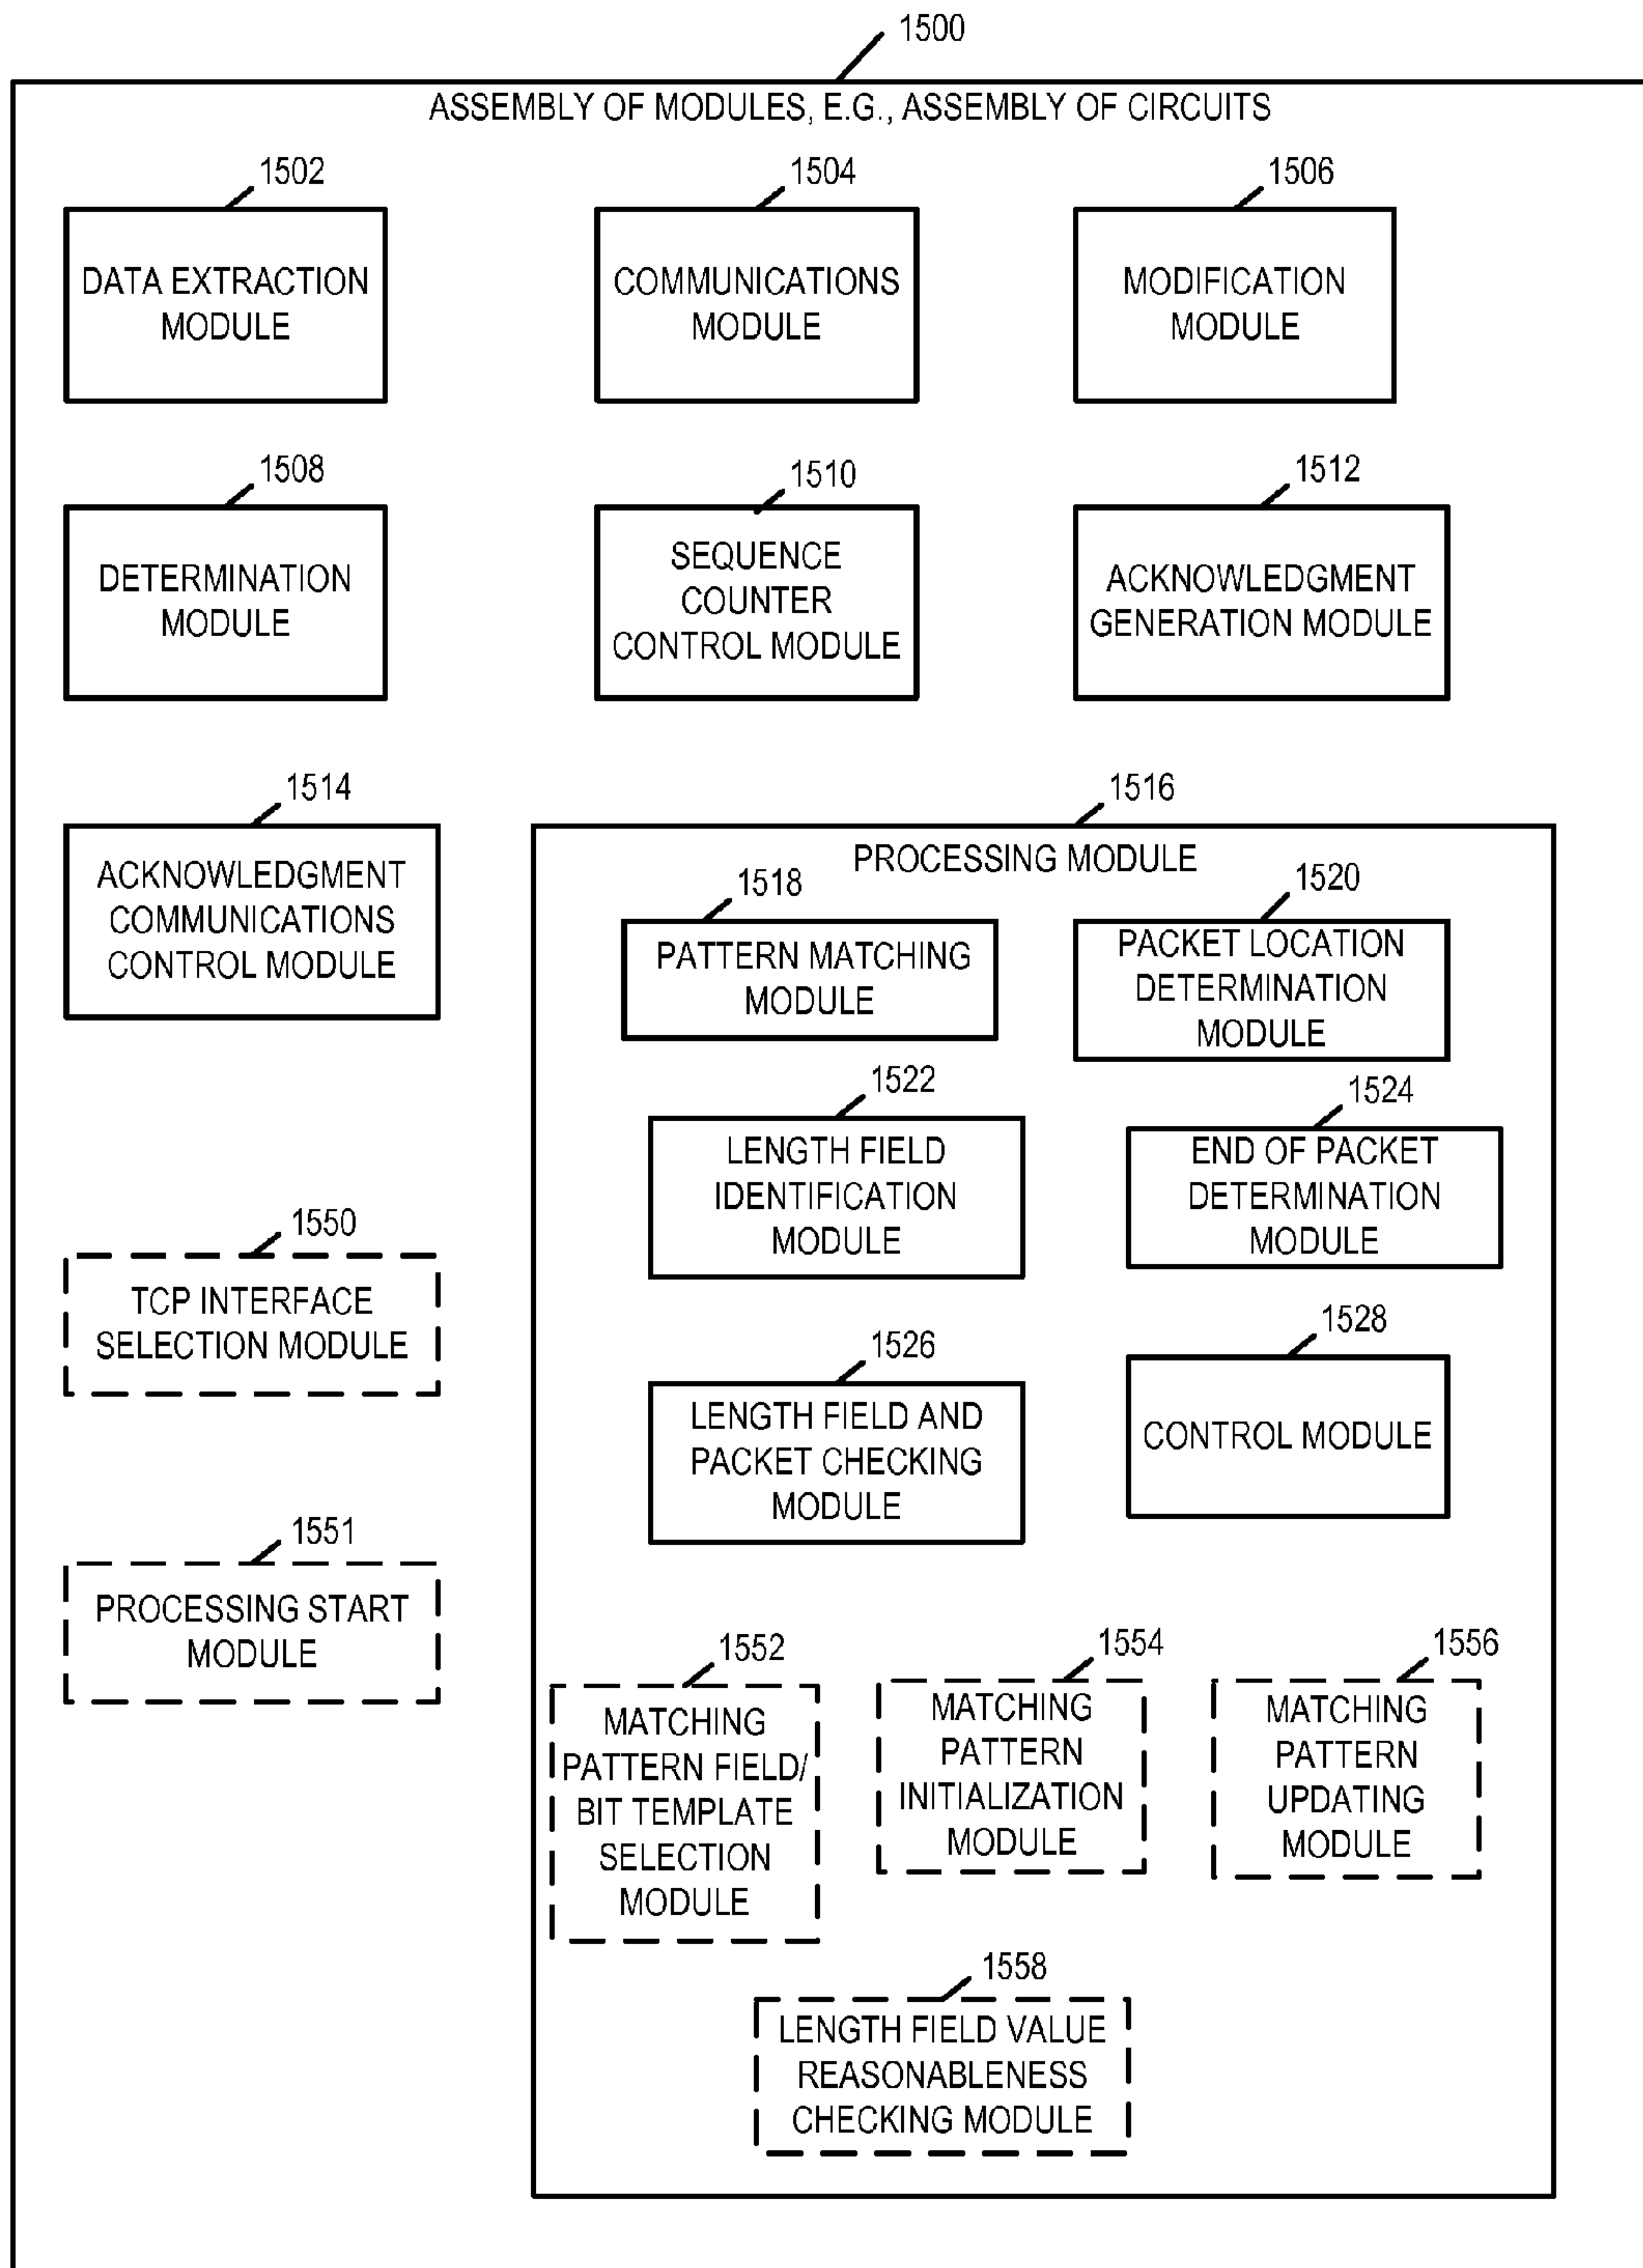 1500
ASSEMBLY OF MODULES, E.G., ASSEMBLY OF CIRCUITS
1502
DATA EXTRACTION
MODULE
1504
COMMUNICATIONS
MODULE
1506
MODIFICATION
MODULE
1508
DETERMINATION
MODULE
1510
SEQUENCE
COUNTER
CONTROL MODULE
1512
ACKNOWLEDGMENT
GENERATION MODULE
1514
ACKNOWLEDGMENT
COMMUNICATIONS
CONTROL MODULE
1516
PROCESSING MODULE
1518
PATTERN MATCHING
MODULE
1520
PACKET LOCATION
DETERMINATION
MODULE
1522
LENGTH FIELD
IDENTIFICATION
MODULE
1524
END OF PACKET
DETERMINATION
MODULE
1550
TCP INTERFACE
SELECTION MODULE
1526
LENGTH FIELD AND
PACKET CHECKING
MODULE
1528
CONTROL MODULE
1551
PROCESSING START
MODULE
1552
MATCHING
PATTERN FIELD/
BIT TEMPLATE
SELECTION
MODULE
1554
MATCHING
PATTERN
INITIALIZATION
MODULE
1556
MATCHING
PATTERN
UPDATING
MODULE
1558
LENGTH FIELD VALUE
REASONABLENESS
CHECKING MODULE